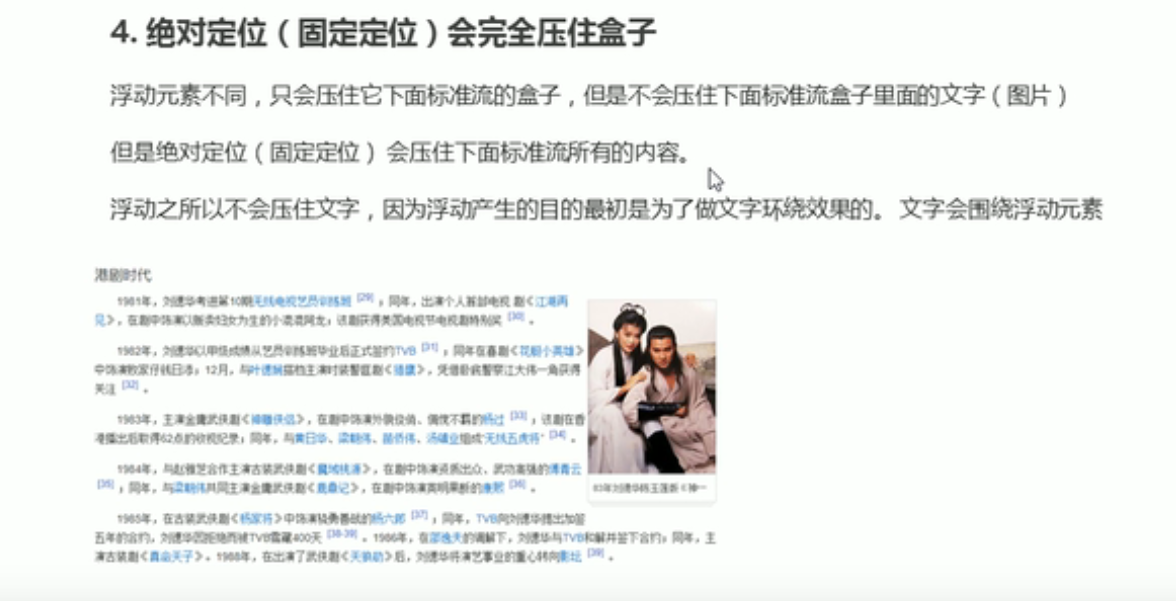 4. 绝对定位（固定定位）会完全压住盒子
浮动元素不同，只会压住它下面标准流的盒子，但是不会压住下面标准流盒子里面的文字（图片）
但是绝对定位（固定定位） 会压住下面标准流所有的内容。
浮动之所以不会压住文字，因为浮动产生的目的最初是为了做文字环绕效果的。 文字会围绕浮动元素
港剧时代
1981年，刘德华考进第10期无线电视艺员训练班 [29] ；同年，出演个人首部电视 剧《江湖再
见》，在剧中饰演以贩卖妇女为生的小混混阿龙；该剧获得美国电视节电视剧特别奖 [30] 。
1982年，刘德华以甲级成绩从艺员训练班毕业后正式签约TVB [31] ；同年在喜剧《花艇小英雄》
中饰演败家仔钱日添；12月，与叶德娴搭档主演时装警匪剧《猎鹰》，凭借卧底警察江大伟一角获得
关注 [32] 。
1983年，主演金庸武侠剧《神雕侠侣》，在剧中饰演外貌俊俏、倜傥不羁的杨过 [33] ；该剧在香
港播出后取得62点的收视纪录；同年，与黄日华、梁朝伟、苗侨伟、汤镇业组成“无线五虎将” [34] 。
1984年，与赵雅芝合作主演古装武侠剧《魔域桃源》，在剧中饰演资质出众、武功高强的傅青云
[35] ；同年，与梁朝伟共同主演金庸武侠剧《鹿鼎记》，在剧中饰演英明果断的康熙 [36] 。
83年刘德华陈玉莲版《神一
1985年，在古装武侠剧《杨家将》中饰演骁勇善战的杨六郎 [37] ；同年，TVB向刘德华提出加签
五年的合约，刘德华因拒绝而被TVB雪藏400天 [38-39] 。1986年，在邵逸夫的调解下，刘德华与TVB和解并签下合约；同年，主
演古装剧《真命天子》。1988年，在出演了武侠剧《天狼劫》后，刘德华将演艺事业的重心转向影坛 [39] 。